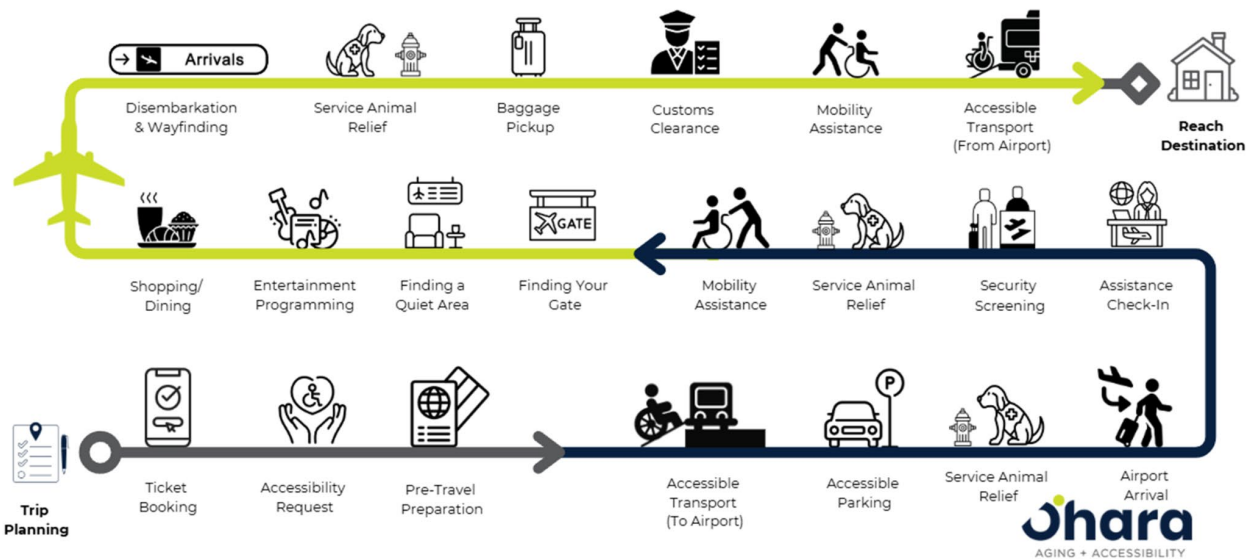 Arrivals
Disembarkation
& Wayfinding
Service Animal
Relief
Baggage
Pickup
Customs
Clearance
Mobility
Assistance
Accessible
Transport
(From Airport)
Reach
Destination
GATE
Shopping/
Dining
Entertainment
Programming
Finding a
Quiet Area
Finding Your
Gate
Mobility
Assistance
Service Animal
Relief
Security
Screening
Assistance
Check-In
P
Trip
Planning
Ticket
Booking
Accessibility
Request
Pre-Travel
Preparation
Accessible
Transport
(To Airport)
Accessible
Parking
Service Animal
Relief
Airport
Arrival
Ohara
AGING + ACCESSIBILITY